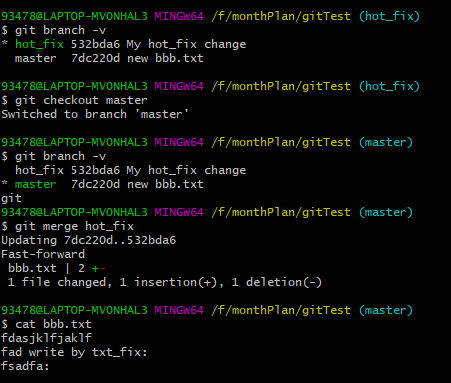 93478@LAPTOP-MVONHAL3 MINGW64 /f/monthPlan/gitTest (hot_fix)
$ git branch -v
* hot_fix 532bda6 My hot_fix change
  master  7dc220d new bbb.txt
93478@LAPTOP-MVONHAL3 MINGW64 /f/monthPlan/gitTest (hot_fix)
$ git checkout master
Switched to branch 'master'
93478@LAPTOP-MVONHAL3 MINGW64 /f/monthPlan/gitTest (master)
$ git branch -v
  hot_fix 532bda6 My hot_fix change
* master  7dc220d new bbb.txt
git
93478@LAPTOP-MVONHAL3 MINGW64 /f/monthPlan/gitTest (master)
$ git merge hot_fix
Updating 7dc220d..532bda6
Fast-forward
 bbb.txt | 2 +-
 1 file changed, 1 insertion(+), 1 deletion(-)
93478@LAPTOP-MVONHAL3 MINGW64 /f/monthPlan/gitTest (master)
$ cat bbb.txt
fdasjklfjaklf
fad write by txt_fix:
fsadfa: